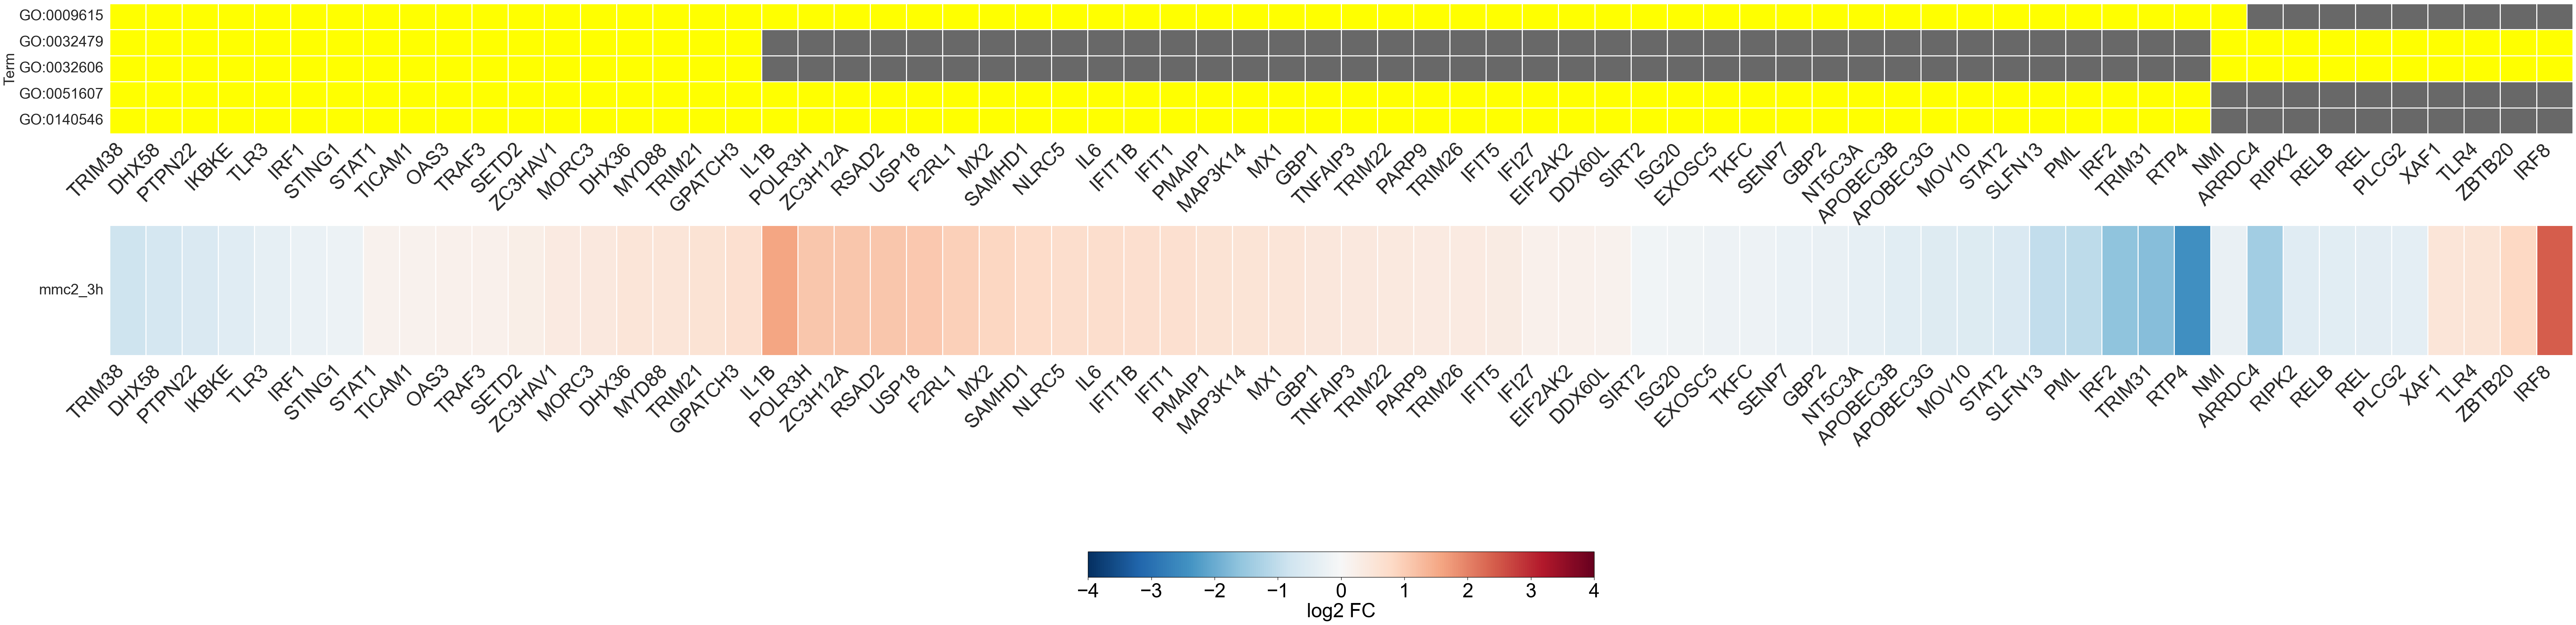 Term
GO:0009615
GO:0032479
GO:0032606
GO:0051607
GO:0140546
TRIM38 DHX58 PTPN22 IKBKE TLR3 IRF1 STING1 STAT1 TICAM1 OAS3 TRAF3 SETD2 ZC3HAV1 MORC3 DHX36 MYD88 TRIM21 GPATCH3 IL1B POLR3H ZC3H12A RSAD2 USP18 F2RL1 MX2 SAMHD1 NLRC5 IL6 IFIT1B IFIT1 PMAIP1 MAP3K14 MX1 GBP1 TNFAIP3 TRIM22 PARP9 TRIM26 IFIT5 IFI27 EIF2AK2 DDX60L SIRT2 ISG20 EXOSC5 TKFC SENP7 GBP2 NT5C3A APOBEC3B APOBEC3G MOV10 STAT2 SLFN13 PML IRF2 TRIM31 RTP4 NMI ARRDC4 RIPK2 RELB REL PLCG2 XAF1 TLR4 ZBTB20 IRF8
mmc2_3h
TRIM38 DHX58 PTPN22 IKBKE TLR3 IRF1 STING1 STAT1 TICAM1 OAS3 TRAF3 SETD2 ZC3HAV1 MORC3 DHX36 MYD88 TRIM21 GPATCH3 IL1B POLR3H ZC3H12A RSAD2 USP18 F2RL1 MX2 SAMHD1 NLRC5 IL6 IFIT1B IFIT1 PMAIP1 MAP3K14 MX1 GBP1 TNFAIP3 TRIM22 PARP9 TRIM26 IFIT5 IFI27 EIF2AK2 DDX60L SIRT2 ISG20 EXOSC5 TKFC SENP7 GBP2 NT5C3A APOBEC3B APOBEC3G MOV10 STAT2 SLFN13 PML IRF2 TRIM31 RTP4 NMI ARRDC4 RIPK2 RELB REL PLCG2 XAF1 TLR4 ZBTB20 IRF8
−4 −3 −2 −1 0 1 2 3 4
log2 FC